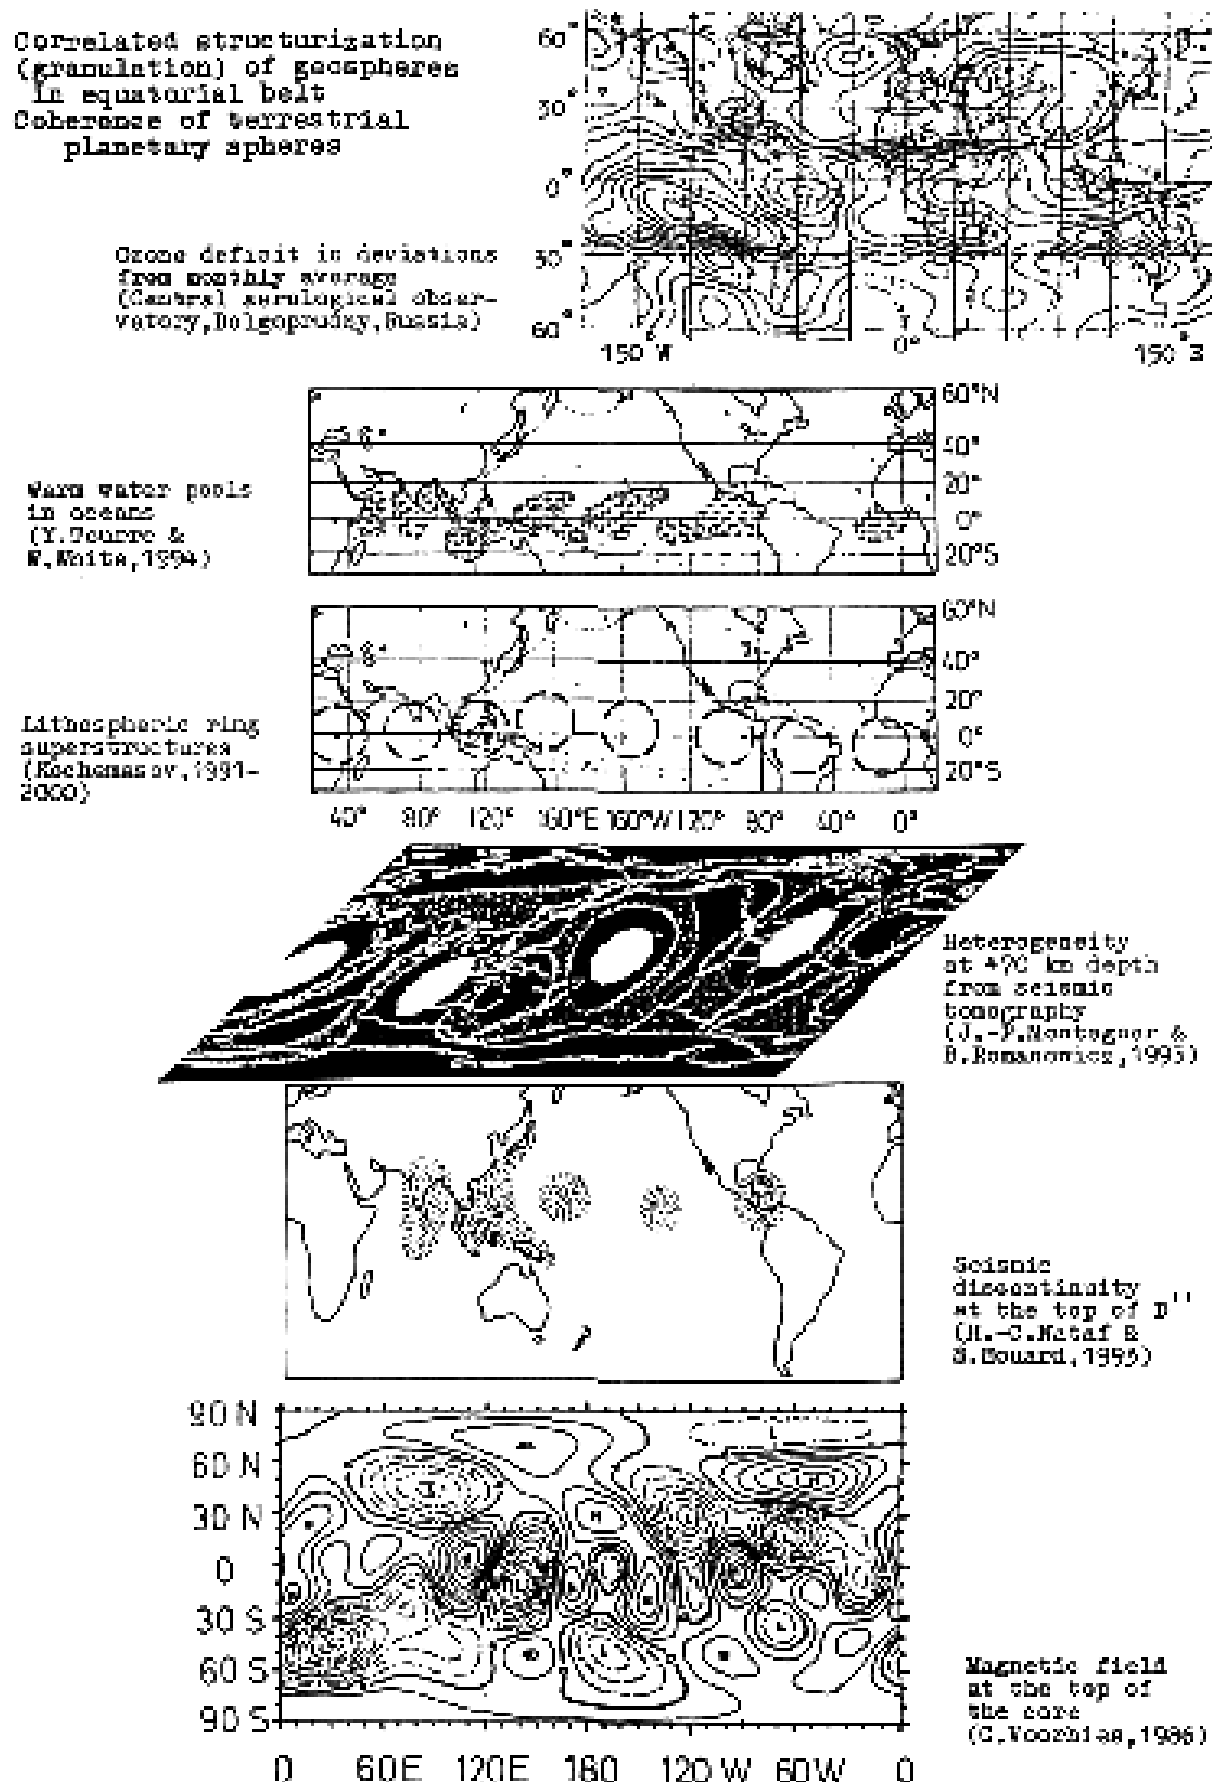 Correlated structurization
(granulation) of geospheres
in equatorial belt
Coherence of terrestrial
planetary spheres
60°
30°
0°
30°
60°
150 W
0°
150°E
Ozone deficit in deviations
from monthly average
(Central aerological obser-
vatory,Dolgoprudny,Russia)
60°N
40°
20°
0°
20°S
Warm water pools
in oceans
(Y. &
W.White,1994)
60°N
40°
20°
0°
20°S
Lithospheric ring
superstructures
(Kochemasov,1991-
2000)
40° 80° 120° 160°E 160°W 120° 80° 40° 0°
Heterogeneity
at 470 km depth
from seismic
tomography
(J.-P.Montagner &
B.Romanowicz,1993)
Seismic
discontinuity
at the top of D''
(H.-C.Nataf &
S.Houard,1993)
90 N
60 N
30 N
0
30 S
60 S
90 S
0 60E 120E 180 120 W 60 W 0
Magnetic field
at the top of
the core
(C.Voorhies,1986)